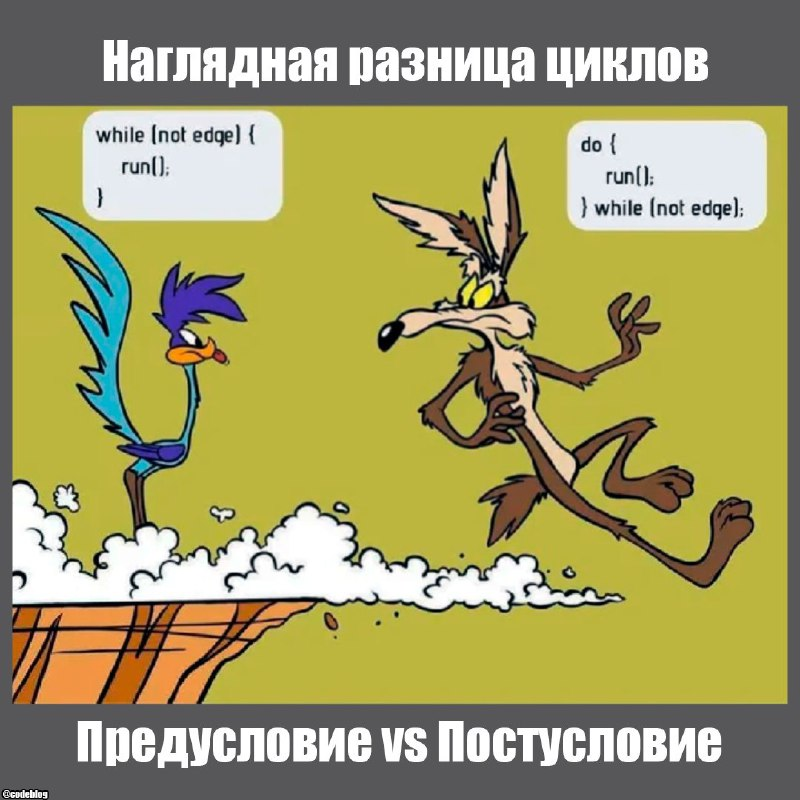 Наглядная разница циклов
while (not edge) {
run();
}
do {
run();
} while (not edge);
Предусловие vs Постусловие
@codeblog